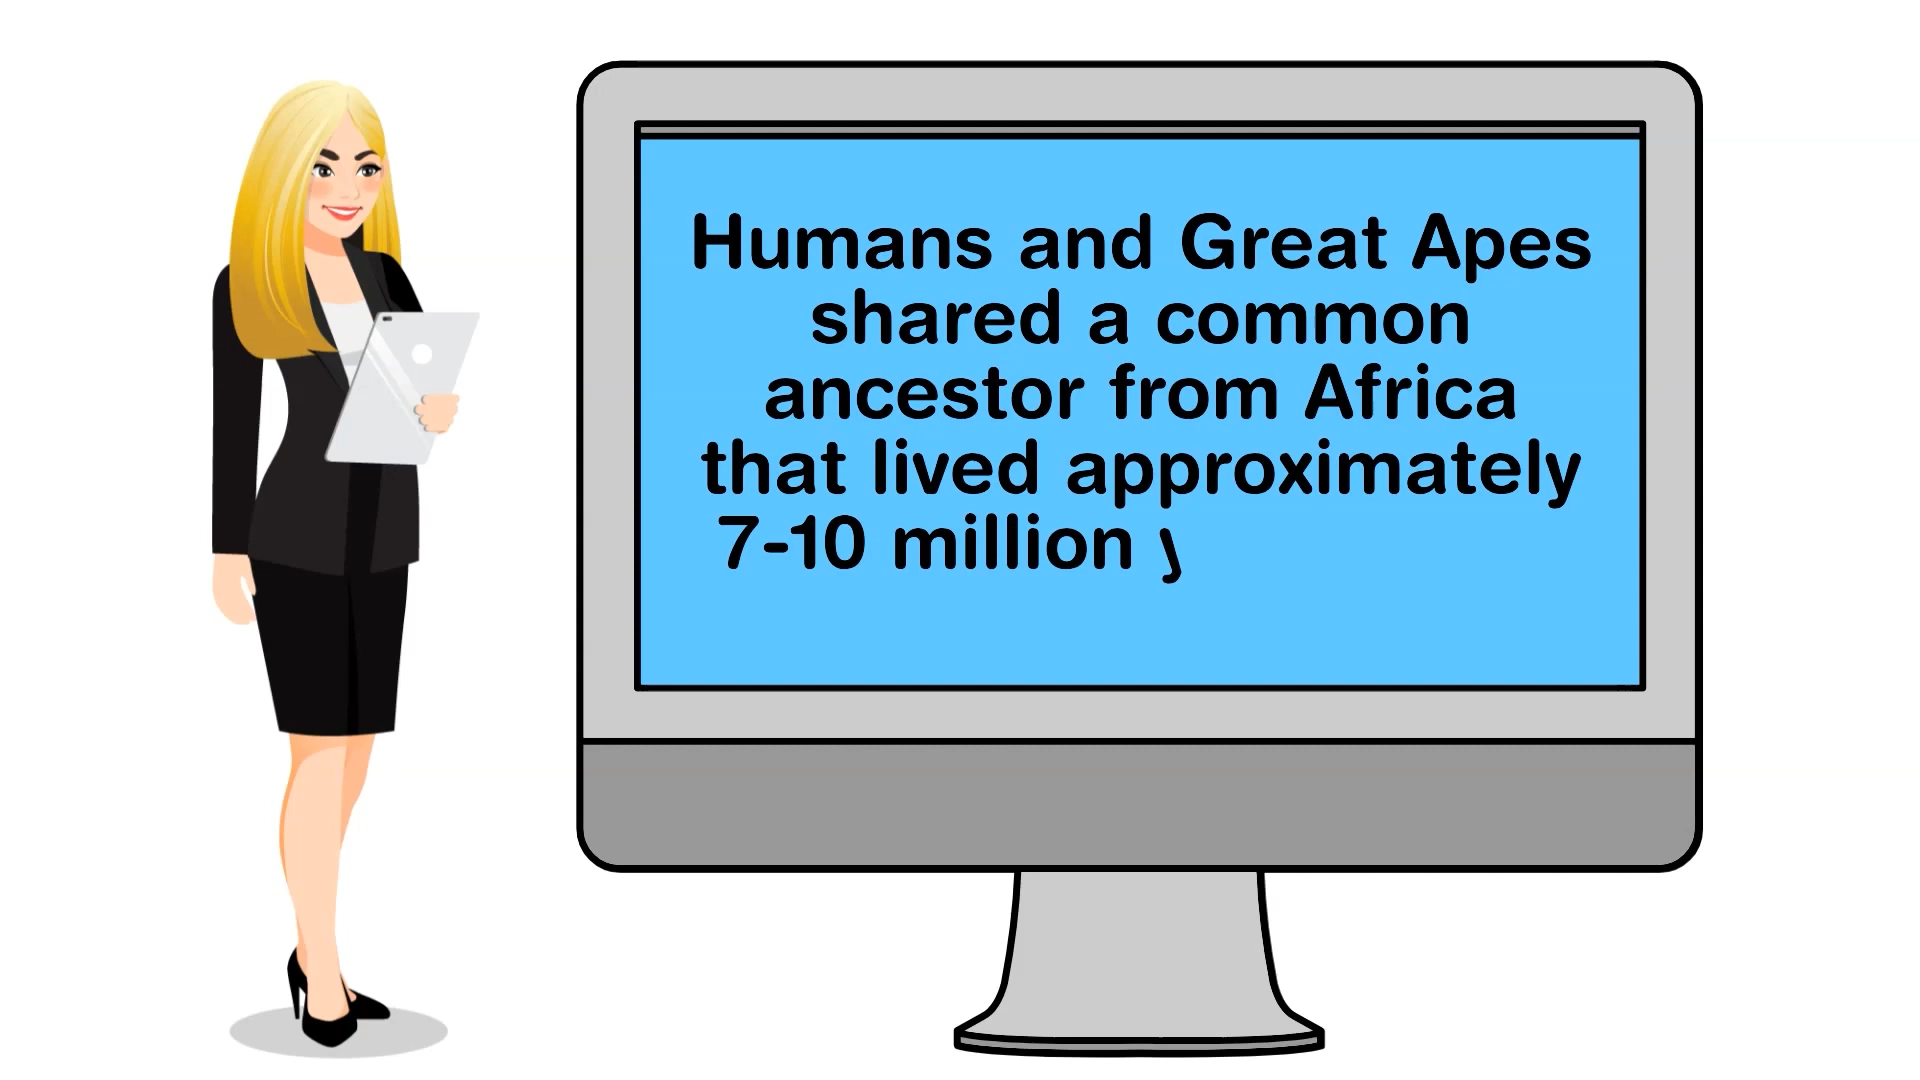 Humans and Great Apes
shared a common
ancestor from Africa
that lived approximately
7-10 million